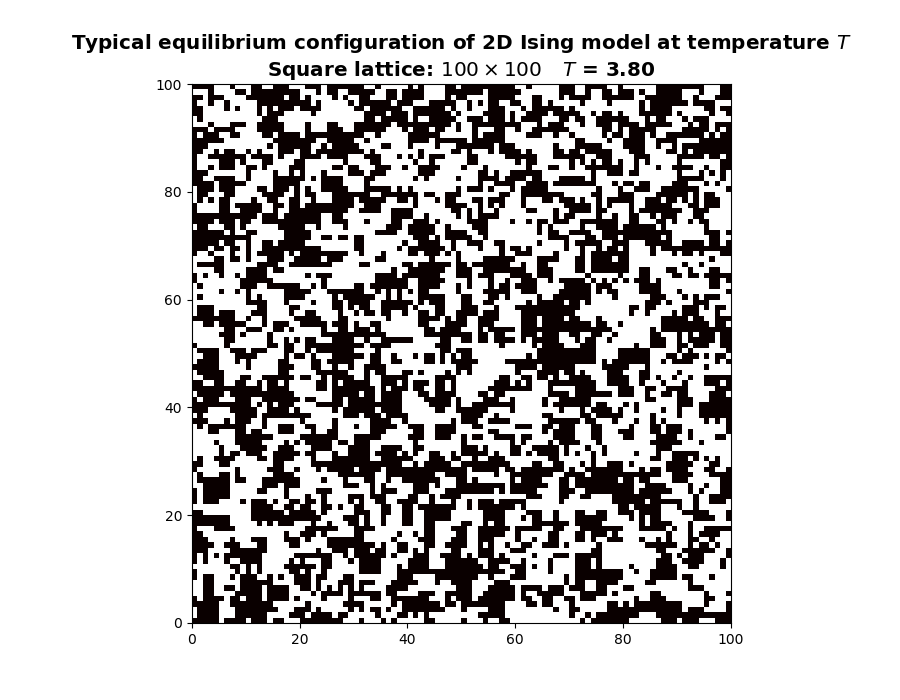 Typical equilibrium configuration of 2D Ising model at temperature T
Square lattice: 100 × 100 T = 3.80
100
80
60
40
20
0
0 20 40 60 80 100